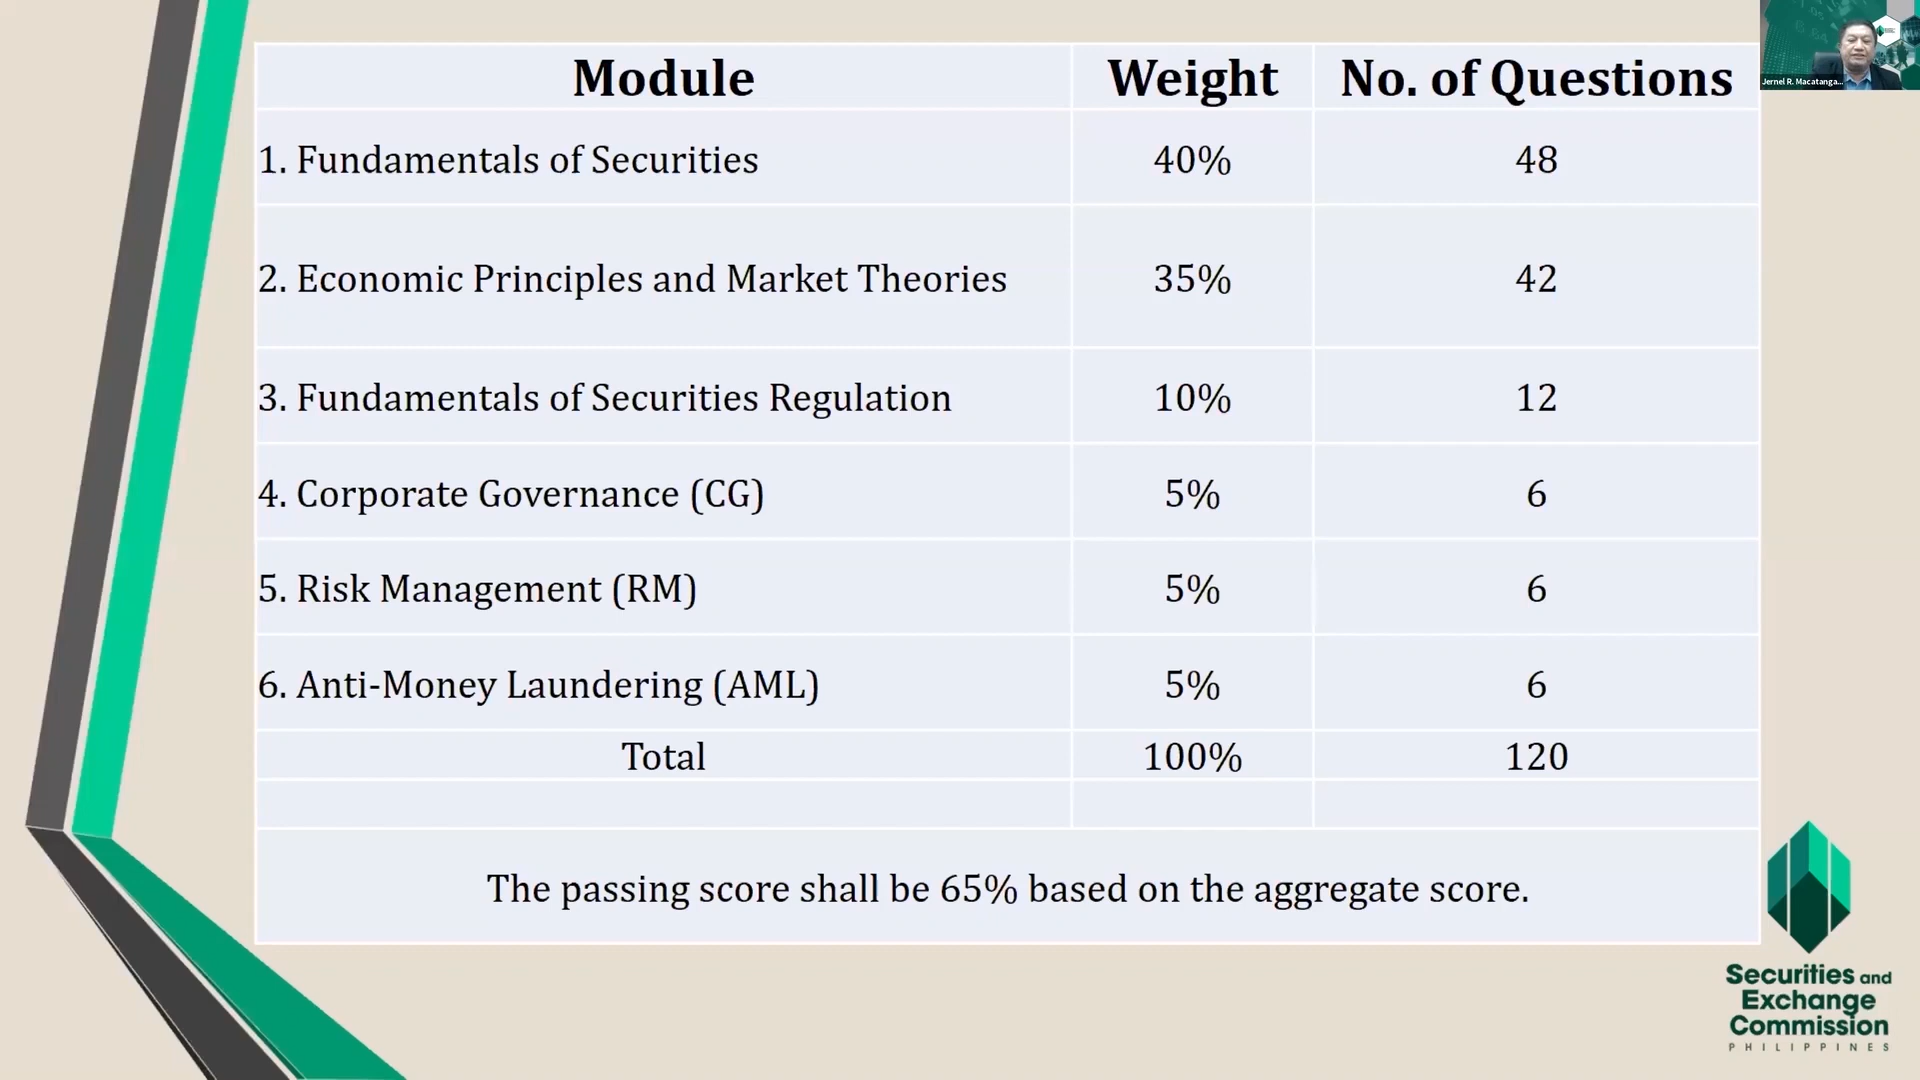 Module Weight No. of Questions
1. Fundamentals of Securities 40% 48
2. Economic Principles and Market Theories 35% 42
3. Fundamentals of Securities Regulation 10% 12
4. Corporate Governance (CG) 5% 6
5. Risk Management (RM) 5% 6
6. Anti-Money Laundering (AML) 5% 6
Total 100% 120
The passing score shall be 65% based on the aggregate score.
Jernel R. Macatanga...
Securities and
Exchange
Commission
PHILIPPINES